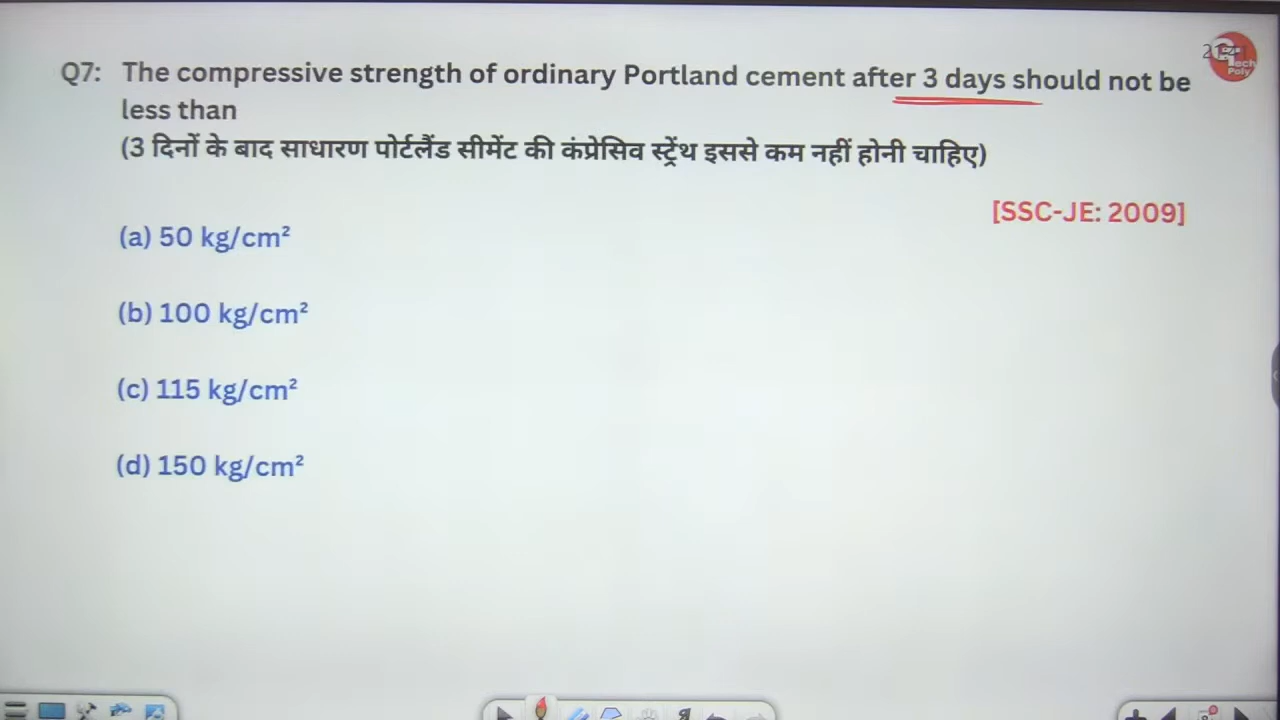 Q7: The compressive strength of ordinary Portland cement after 3 days should not be
less than
(3 दिनों के बाद साधारण पोर्टलैंड सीमेंट की कंप्रेसिव स्ट्रेंथ इससे कम नहीं होनी चाहिए)
[SSC-JE: 2009]
(a) 50 kg/cm²
(b) 100 kg/cm²
(c) 115 kg/cm²
(d) 150 kg/cm²